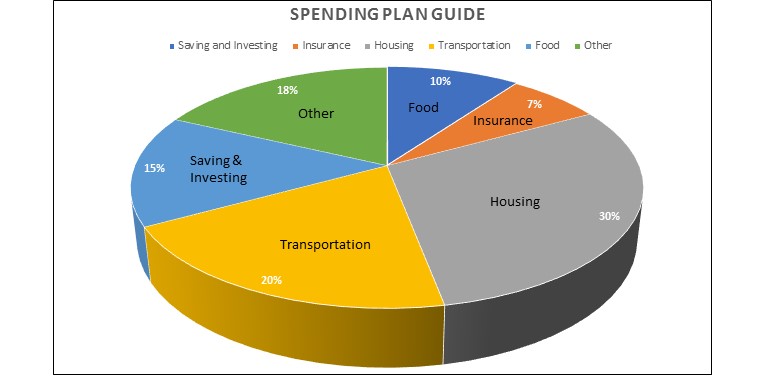 SPENDING PLAN GUIDE
Saving and Investing Insurance Housing Transportation Food Other
10%
Food
7%
Insurance
18%
Other
15%
Saving &
Investing
Housing
30%
Transportation
20%